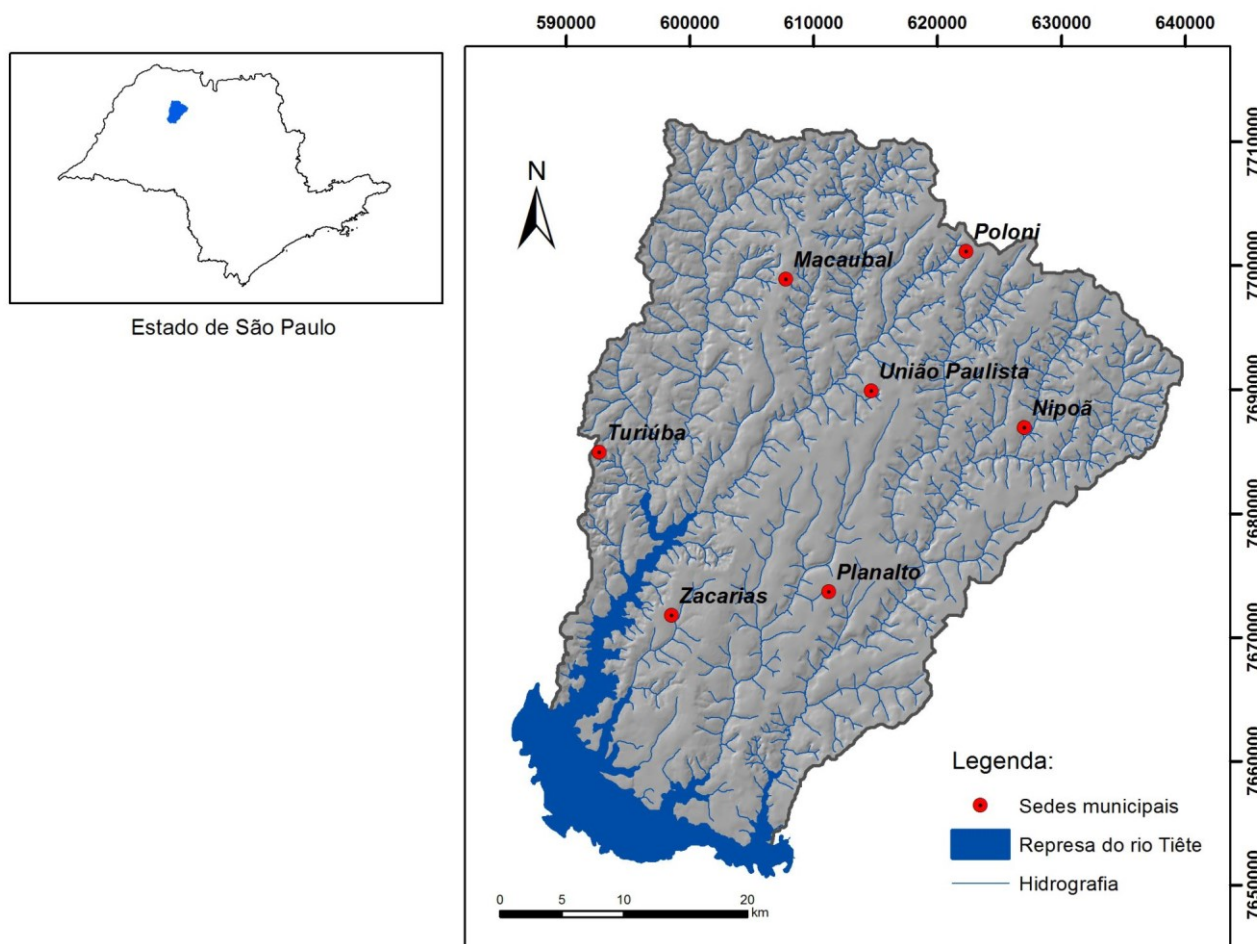 590000 600000 610000 620000 630000 640000
Estado de São Paulo
N
7710000
Poloni
Macaubal
7700000
União Paulista
7690000
Nipoã
Turiúba
7680000
Planalto
Zacarias
7670000
7660000
Legenda:
Sedes municipais
Represa do rio Tiête
Hidrografia
7650000
0 5 10 20
km